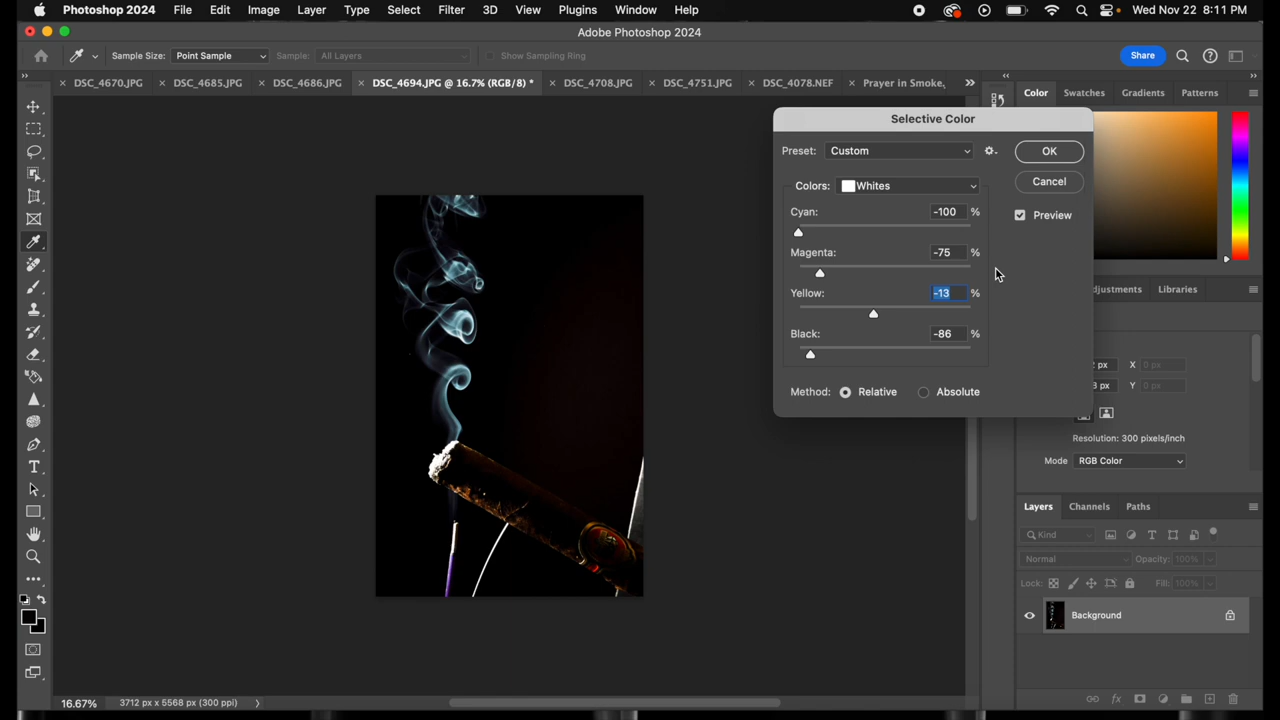 Photoshop 2024 File Edit Image Layer Type Select Filter 3D View Plugins Window Help Wed Nov 22 8:11 PM
Adobe Photoshop 2024
Sample Size: Point Sample Sample: All Layers Show Sampling Ring Share
DSC_4670.JPG DSC_4685.JPG DSC_4686.JPG DSC_4694.JPG @ 16.7% (RGB/8) * DSC_4708.JPG DSC_4751.JPG DSC_4078.NEF Prayer in Smoke,
Color Swatches Gradients Patterns
Selective Color
Preset: Custom OK
Colors: Whites Cancel
Cyan: -100 % Preview
Magenta: -75 %
Yellow: -13 %
Black: -86 %
Method: Relative Absolute
djustments Libraries
2 px X 0 px
3 px Y 0 px
Resolution: 300 pixels/inch
Mode RGB Color
Layers Channels Paths
Kind
Normal Opacity: 100%
Lock: Fill: 100%
Background
16.67% 3712 px x 5568 px (300 ppi)